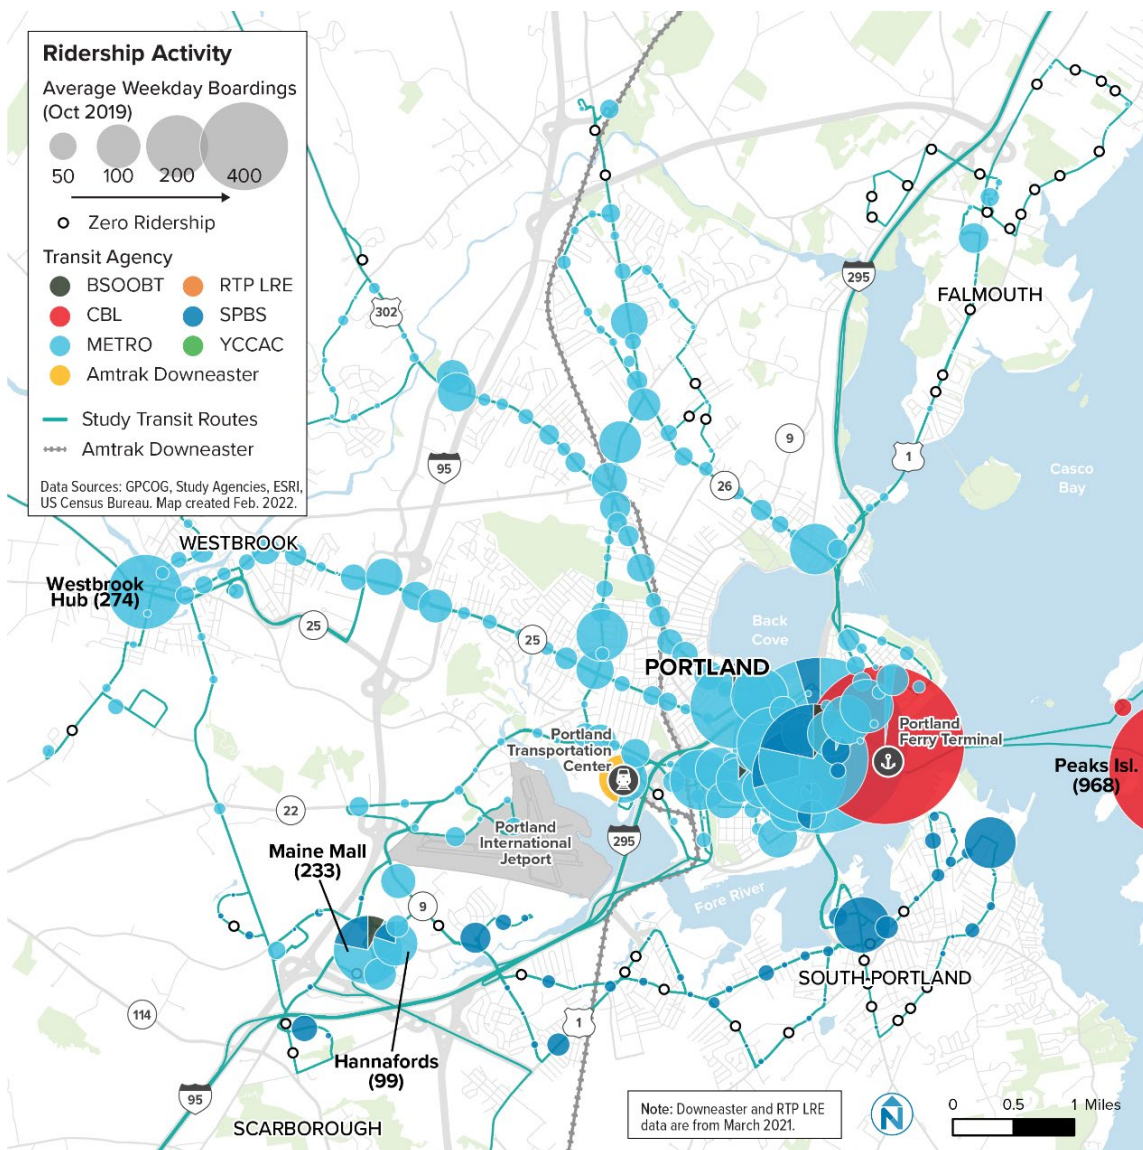 Ridership Activity
Average Weekday Boardings
(Oct 2019)
50 100 200 400
Zero Ridership
Transit Agency
BSOOBT RTP LRE
CBL SPBS
METRO YCCAC
Amtrak Downeaster
Study Transit Routes
Amtrak Downeaster
Data Sources: GPCOG, Study Agencies, ESRI,
US Census Bureau. Map created Feb. 2022.
302
295
FALMOUTH
95
9
1
26
Casco
Bay
WESTBROOK
Westbrook
Hub (274)
25
25
Back
Cove
PORTLAND
Portland
Transportation
Center
Portland
Ferry Terminal
Peaks Isl.
(968)
22
Portland
International
Jetport
295
Maine Mall
(233)
9
Fore River
SOUTH PORTLAND
114
1
Hannafords
(99)
95
SCARBOROUGH
Note: Downeaster and RTP LRE
data are from March 2021.
N
0 0.5 1 Miles